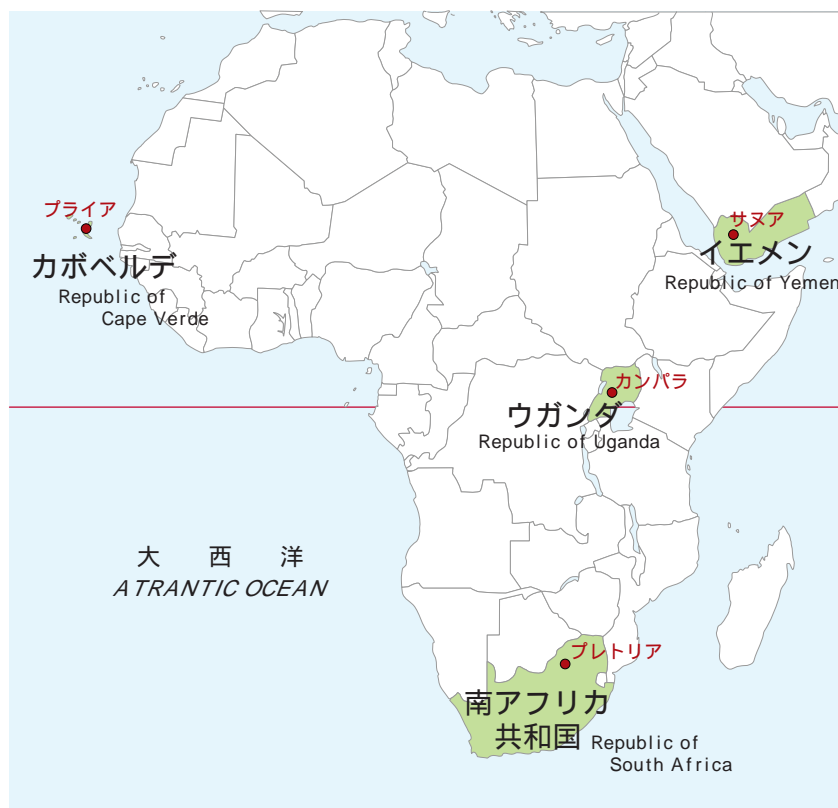 プライア
カボベルデ
Republic of
Cape Verde
サヌア
イエメン
Republic of Yemen
カンパラ
ウガンダ
Republic of Uganda
大 西 洋
ATRANTIC OCEAN
プレトリア
南アフリカ
共和国
Republic of
South Africa